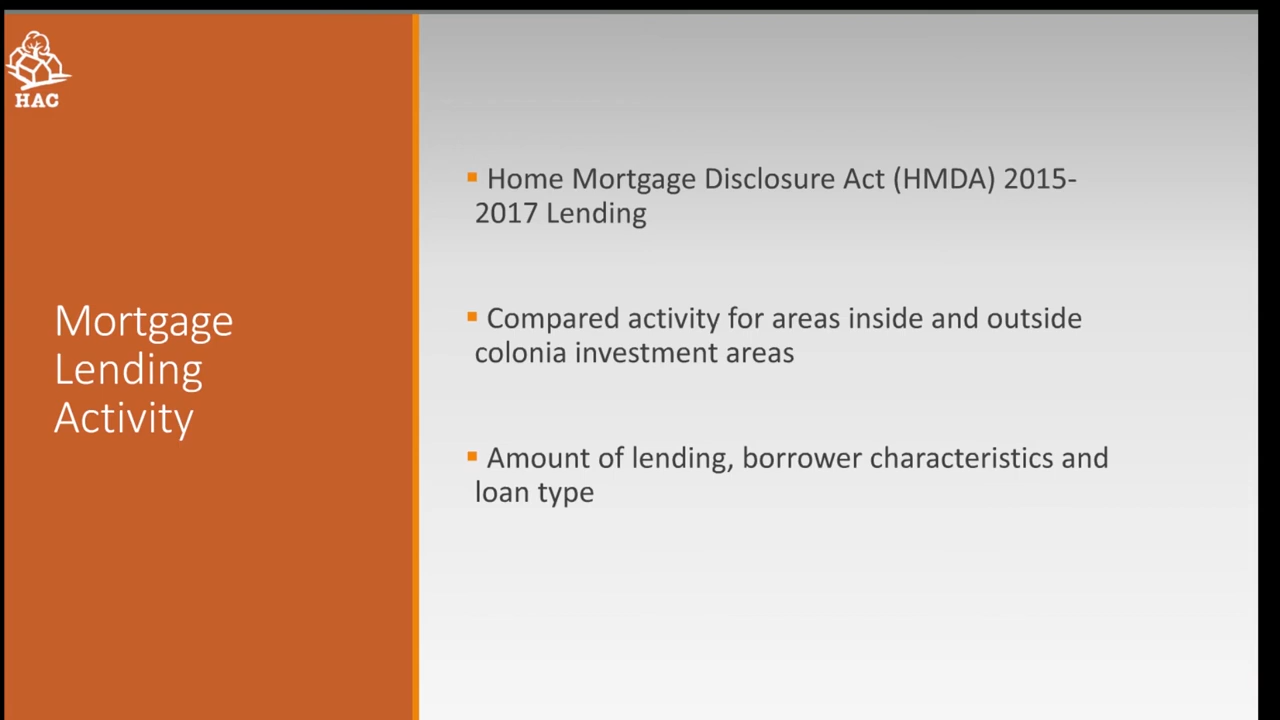 HAC
Mortgage
Lending
Activity
▪ Home Mortgage Disclosure Act (HMDA) 2015-
2017 Lending
▪ Compared activity for areas inside and outside
colonia investment areas
▪ Amount of lending, borrower characteristics and
loan type